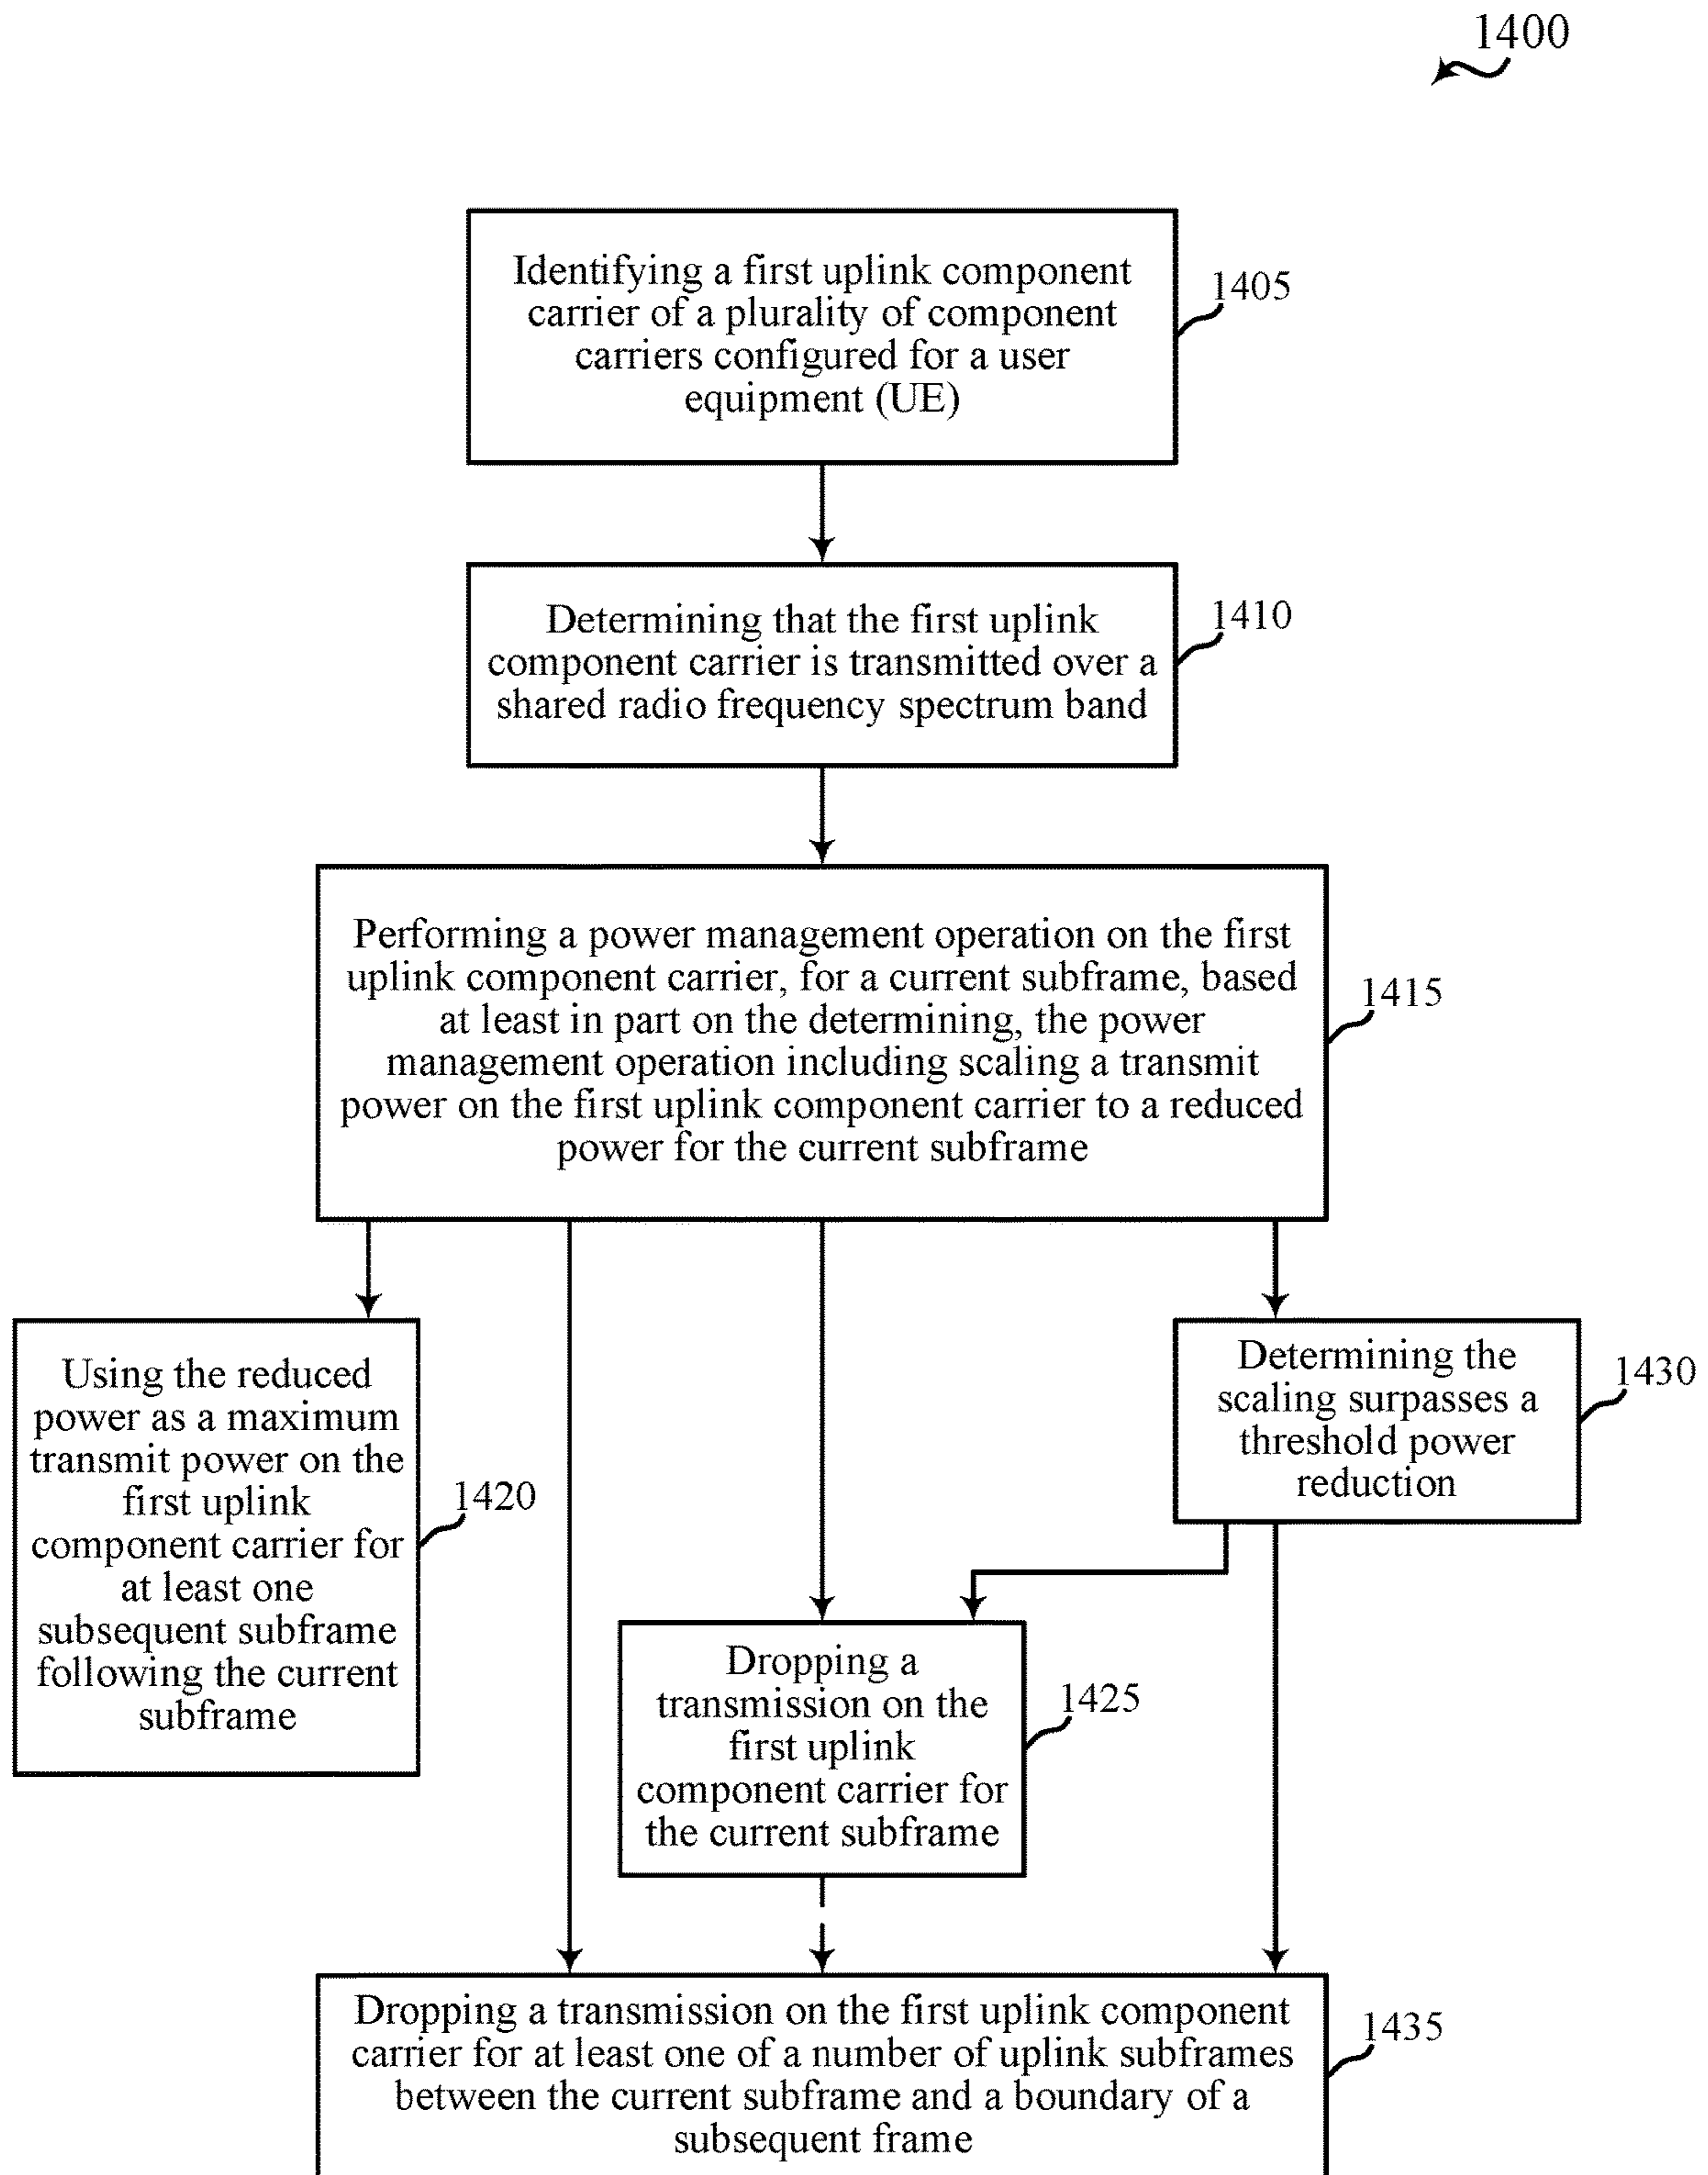 1400
Identifying a first uplink component
carrier of a plurality of component
carriers configured for a user
equipment (UE)
1405
Determining that the first uplink
component carrier is transmitted over a
shared radio frequency spectrum band
1410
Performing a power management operation on the first
uplink component carrier, for a current subframe, based
at least in part on the determining, the power
management operation including scaling a transmit
power on the first uplink component carrier to a reduced
power for the current subframe
1415
Using the reduced
power as a maximum
transmit power on the
first uplink
component carrier for
at least one
subsequent subframe
following the current
subframe
1420
Determining the
scaling surpasses a
threshold power
reduction
1430
Dropping a
transmission on the
first uplink
component carrier for
the current subframe
1425
Dropping a transmission on the first uplink component
carrier for at least one of a number of uplink subframes
between the current subframe and a boundary of a
subsequent frame
1435